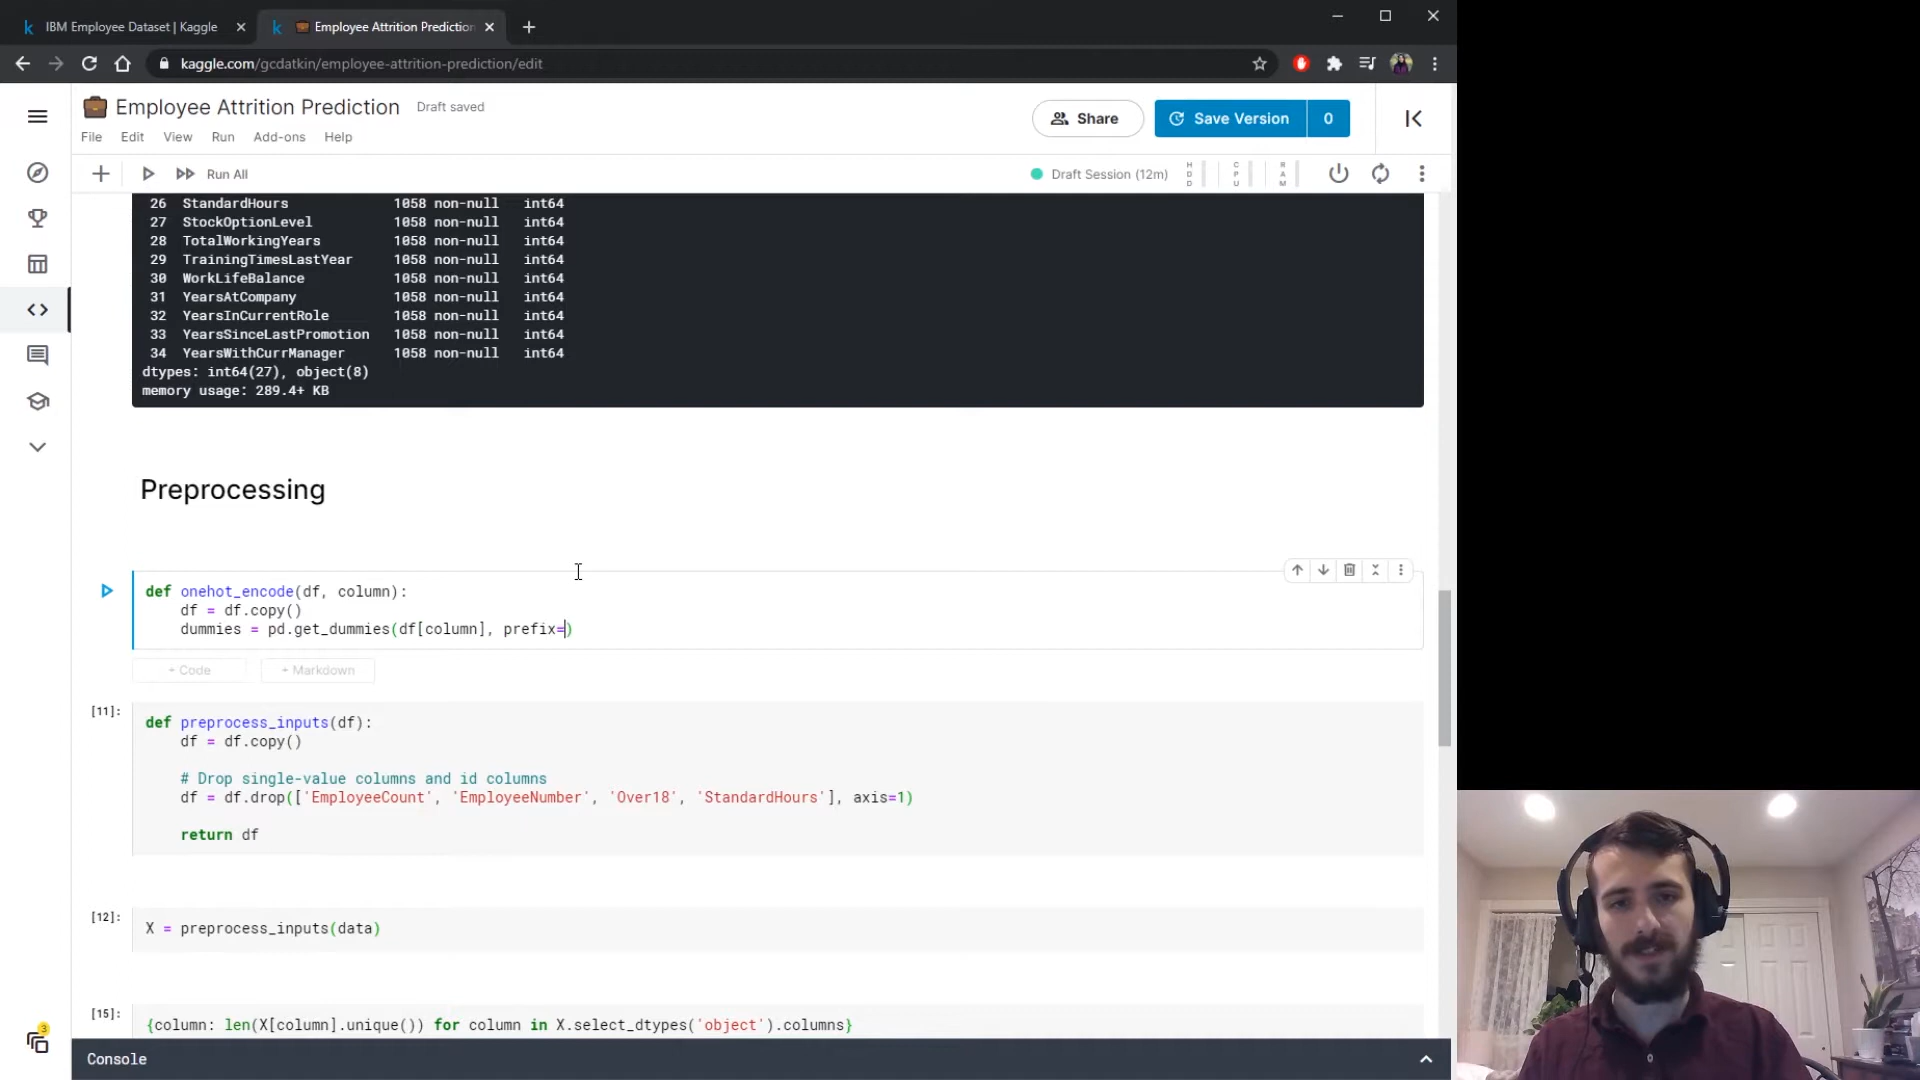 IBM Employee Dataset | Kaggle
Employee Attrition Prediction
kaggle.com/gcdatkin/employee-attrition-prediction/edit
Employee Attrition Prediction
Draft saved
Share
Save Version
0
File Edit View Run Add-ons Help
Run All
Draft Session (12m)
HDD
CPU
RAM
26 StandardHours 1058 non-null int64
27 StockOptionLevel 1058 non-null int64
28 TotalWorkingYears 1058 non-null int64
29 TrainingTimesLastYear 1058 non-null int64
30 WorkLifeBalance 1058 non-null int64
31 YearsAtCompany 1058 non-null int64
32 YearsInCurrentRole 1058 non-null int64
33 YearsSinceLastPromotion 1058 non-null int64
34 YearsWithCurrManager 1058 non-null int64
dtypes: int64(27), object(8)
memory usage: 289.4+ KB
Preprocessing
def onehot_encode(df, column):
df = df.copy()
dummies = pd.get_dummies(df[column], prefix=)
+ Code
+ Markdown
[11]:
def preprocess_inputs(df):
df = df.copy()
# Drop single-value columns and id columns
df = df.drop(['EmployeeCount', 'EmployeeNumber', 'Over18', 'StandardHours'], axis=1)
return df
[12]:
X = preprocess_inputs(data)
[15]:
{column: len(X[column].unique()) for column in X.select_dtypes('object').columns}
3
Console